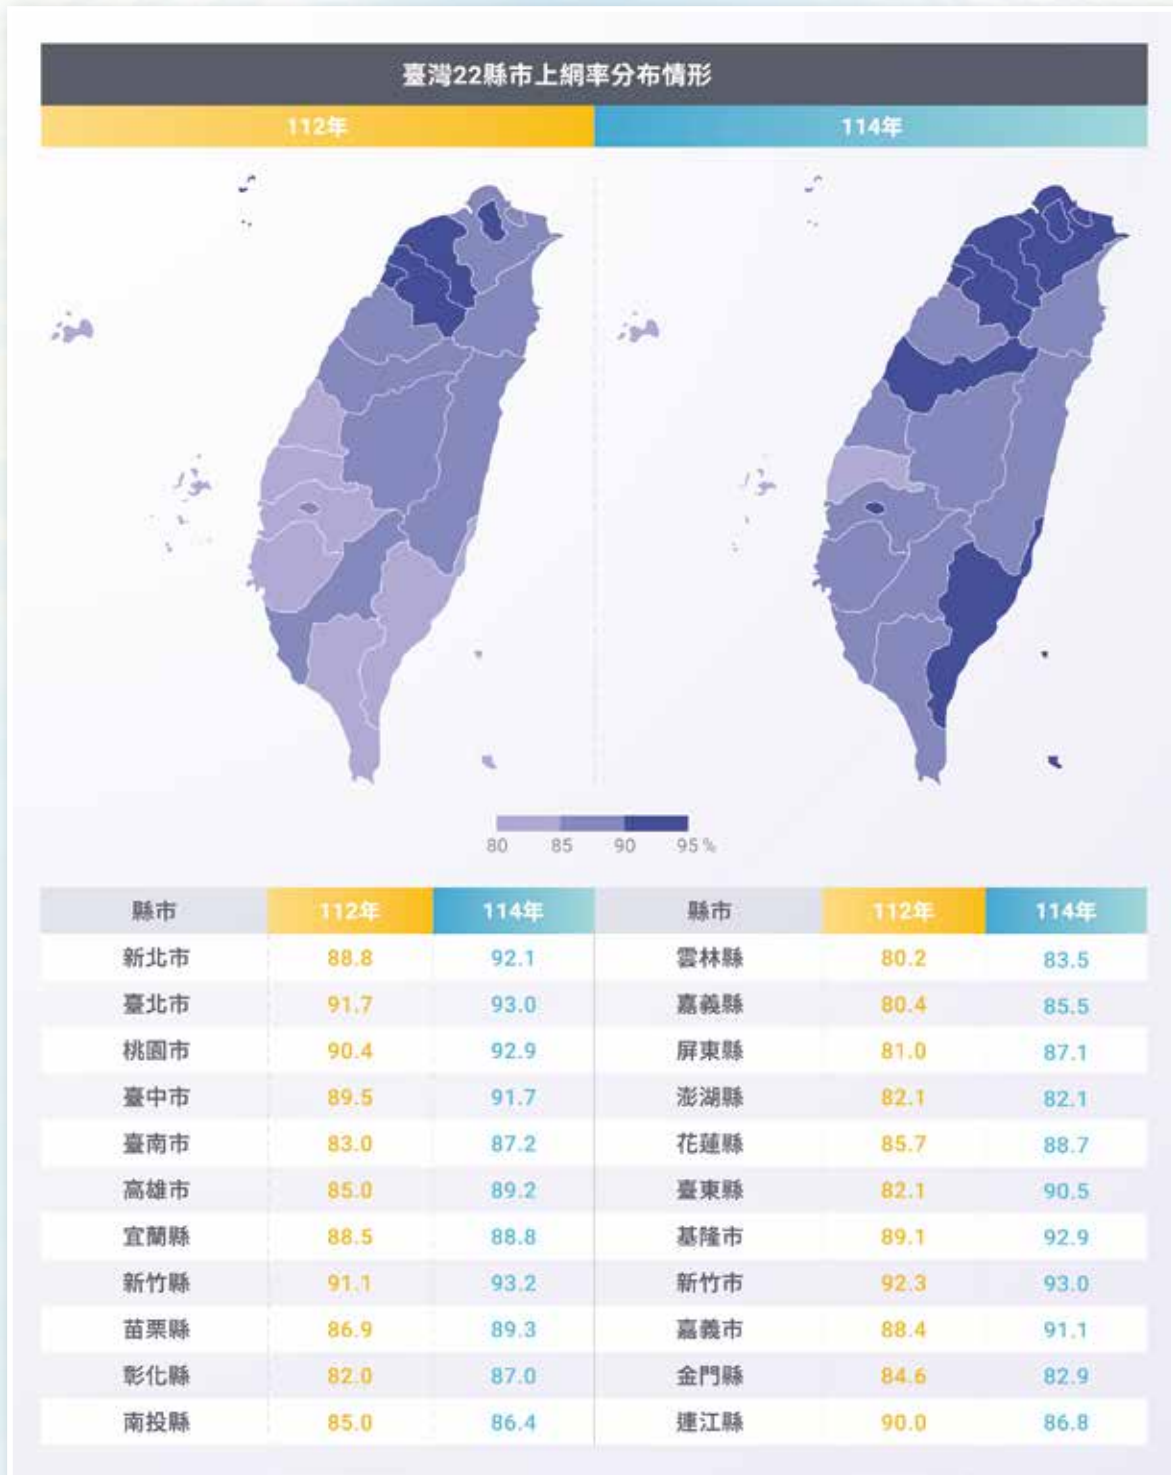 臺灣22縣市上網率分布情形
112年 114年
80 85 90 95 %
縣市 112年 114年 縣市 112年 114年
新北市 88.8 92.1 雲林縣 80.2 83.5
臺北市 91.7 93.0 嘉義縣 80.4 85.5
桃園市 90.4 92.9 屏東縣 81.0 87.1
臺中市 89.5 91.7 澎湖縣 82.1 82.1
臺南市 83.0 87.2 花蓮縣 85.7 88.7
高雄市 85.0 89.2 臺東縣 82.1 90.5
宜蘭縣 88.5 88.8 基隆市 89.1 92.9
新竹縣 91.1 93.2 新竹市 92.3 93.0
苗栗縣 86.9 89.3 嘉義市 88.4 91.1
彰化縣 82.0 87.0 金門縣 84.6 82.9
南投縣 85.0 86.4 連江縣 90.0 86.8